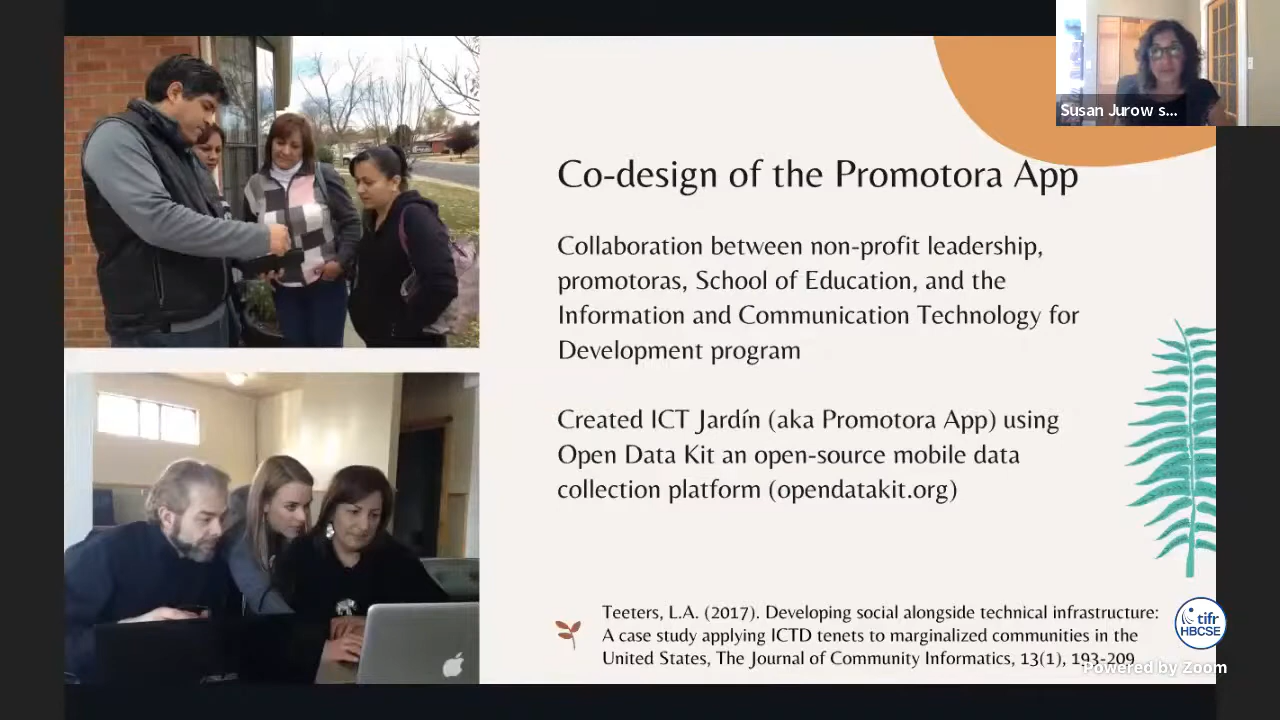 Susan Jurow s...
Co-design of the Promotora App
Collaboration between non-profit leadership,
promotoras, School of Education, and the
Information and Communication Technology for
Development program
Created ICT Jardín (aka Promotora App) using
Open Data Kit an open-source mobile data
collection platform (opendatakit.org)
Teeters, L.A. (2017). Developing social alongside technical infrastructure:
A case study applying ICTD tenets to marginalized communities in the
United States, The Journal of Community Informatics, 13(1), 193-209
tifr
HBCSE
Powered by Zoom